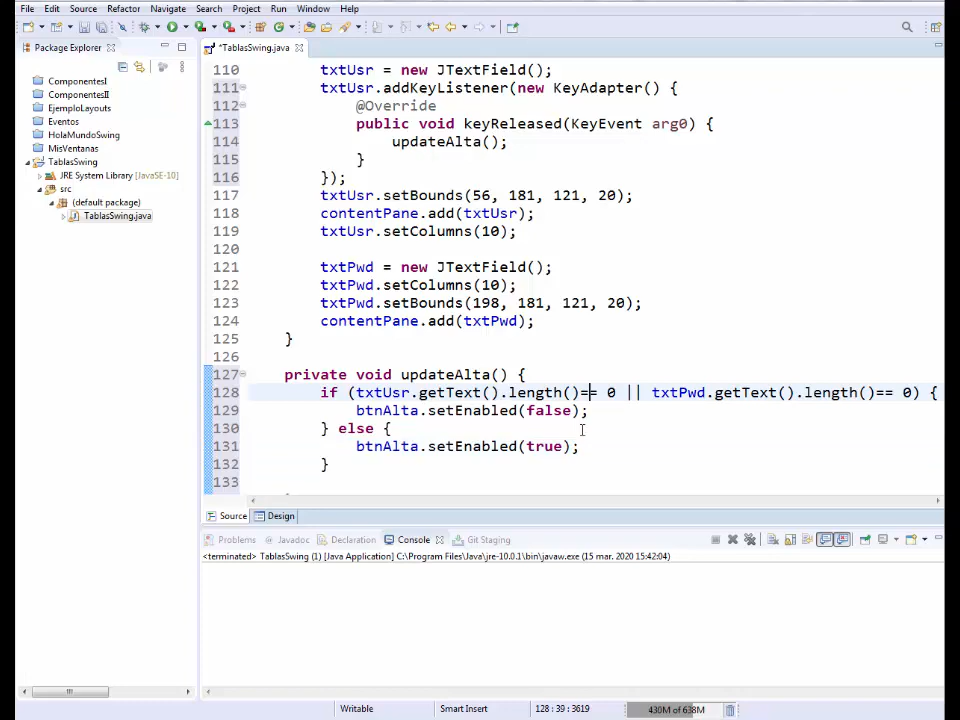 File Edit Source Refactor Navigate Search Project Run Window Help
Package Explorer
*TablasSwing.java
ComponentesI
ComponentesII
EjemploLayouts
Eventos
HolaMundoSwing
MisVentanas
TablasSwing
JRE System Library [JavaSE-10]
src
(default package)
TablasSwing.java
110 txtUsr = new JTextField();
111 txtUsr.addKeyListener(new KeyAdapter() {
112 @Override
113 public void keyReleased(KeyEvent arg0) {
114 updateAlta();
115 }
116 });
117 txtUsr.setBounds(56, 181, 121, 20);
118 contentPane.add(txtUsr);
119 txtUsr.setColumns(10);
120
121 txtPwd = new JTextField();
122 txtPwd.setColumns(10);
123 txtPwd.setBounds(198, 181, 121, 20);
124 contentPane.add(txtPwd);
125 }
126
127 private void updateAlta() {
128 if (txtUsr.getText().length()== 0 || txtPwd.getText().length()== 0) {
129 btnAlta.setEnabled(false);
130 } else {
131 btnAlta.setEnabled(true);
132 }
133
Source Design
Problems Javadoc Declaration Console Git Staging
<terminated> TablasSwing (1) [Java Application] C:\Program Files\Java\jre-10.0.1\bin\javaw.exe (15 mar. 2020 15:42:04)
Writable Smart Insert 128 : 39 : 3619 430M of 638M